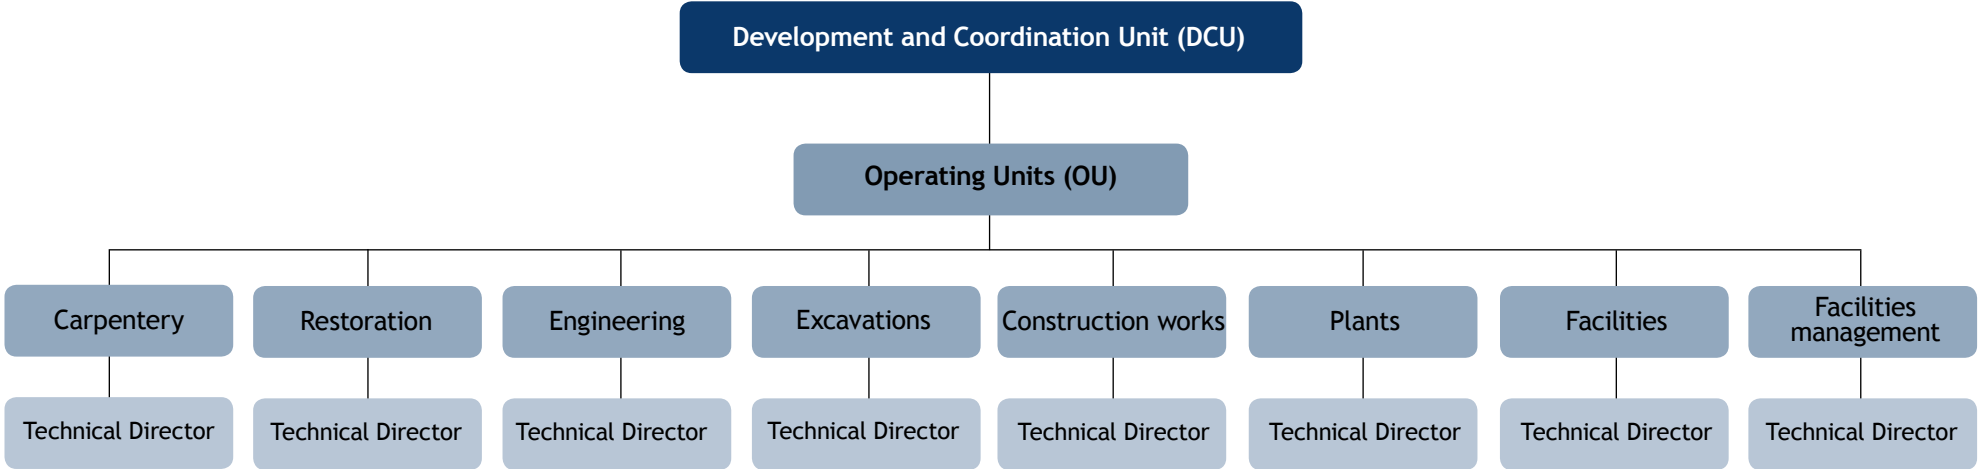 Development and Coordination Unit (DCU)
Operating Units (OU)
Carpentery
Restoration
Engineering
Excavations
Construction works
Plants
Facilities
Facilities
management
Technical Director
Technical Director
Technical Director
Technical Director
Technical Director
Technical Director
Technical Director
Technical Director